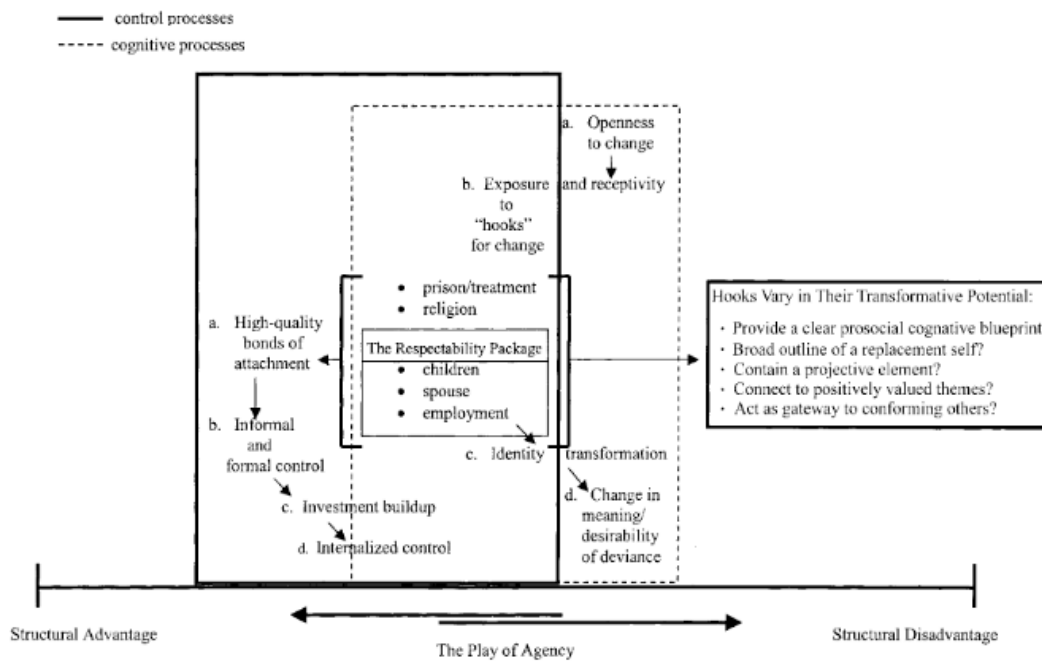 control processes
cognitive processes
a. Openness
to change
b. Exposure and receptivity
to
“hooks”
for change
• prison/treatment
• religion
The Respectability Package
• children
• spouse
• employment
a. High-quality
bonds of
attachment
b. Informal
and
formal control
c. Investment buildup
d. Internalized control
c. Identity transformation
d. Change in
meaning/
desirability
of deviance
Hooks Vary in Their Transformative Potential:
· Provide a clear prosocial cognitive blueprint
· Broad outline of a replacement self?
· Contain a projective element?
· Connect to positively valued themes?
· Act as gateway to conforming others?
Structural Advantage
The Play of Agency
Structural Disadvantage